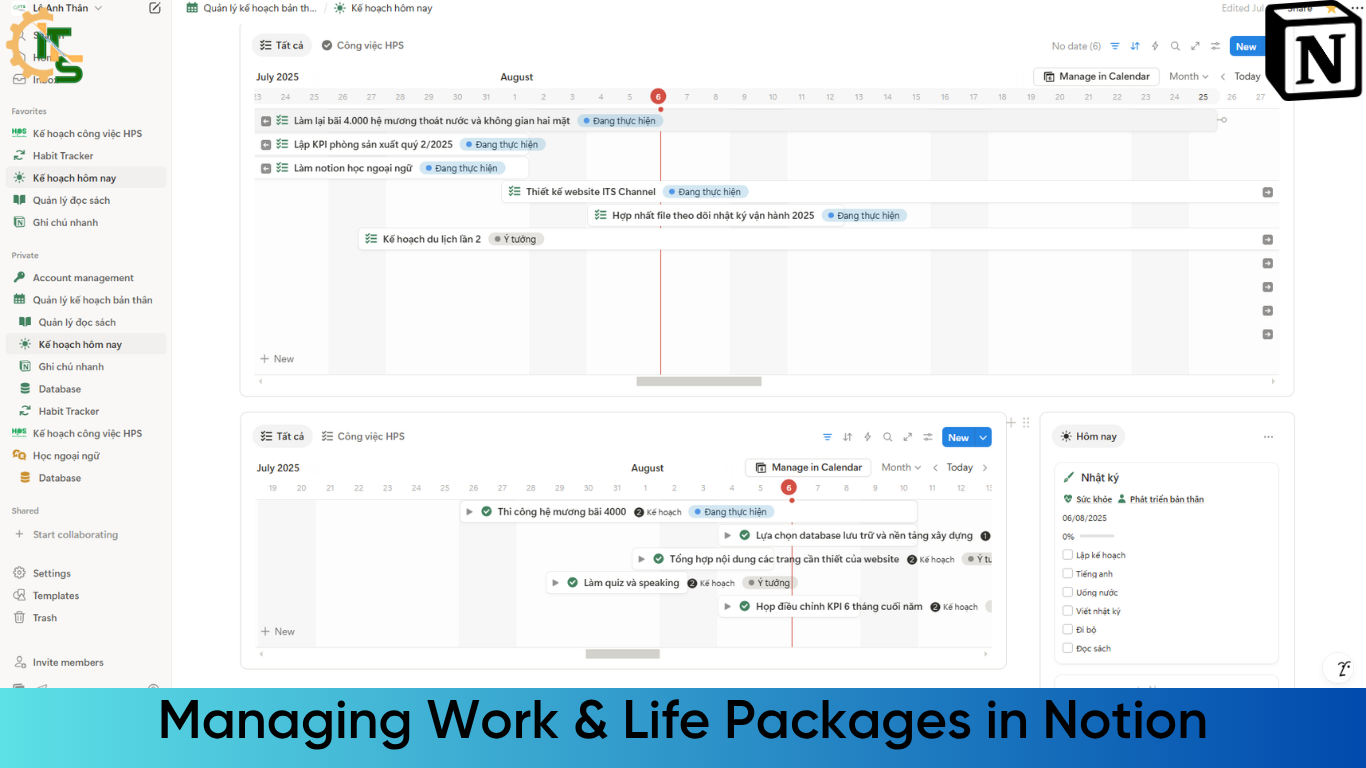 Lê Anh Thân
Quản lý kế hoạch bản th... / Kế hoạch hôm nay
Share
ITS
N
Favorites
Kế hoạch công việc HPS
Habit Tracker
Kế hoạch hôm nay
Quản lý đọc sách
Ghi chú nhanh
Private
Account management
Quản lý kế hoạch bản thân
Quản lý đọc sách
Kế hoạch hôm nay
Ghi chú nhanh
Database
Habit Tracker
Kế hoạch công việc HPS
Học ngoại ngữ
Database
Shared
Start collaborating
Settings
Templates
Trash
Invite members
Tất cả Công việc HPS
No date (6) New
July 2025 August Manage in Calendar Month Today
23 24 25 26 27 28 29 30 31 1 2 3 4 5 6 7 8 9 10 11 12 13 14 15 16 17 18 19 20 21 22 23 24 25 26 27
Làm lại bãi 4.000 hệ mương thoát nước và không gian hai mặt Đang thực hiện
Lập KPI phòng sản xuất quý 2/2025 Đang thực hiện
Làm notion học ngoại ngữ Đang thực hiện
Thiết kế website ITS Channel Đang thực hiện
Hợp nhất file theo dõi nhật ký vận hành 2025 Đang thực hiện
Kế hoạch du lịch lần 2 Ý tưởng
+ New
Tất cả Công việc HPS New
July 2025 August Manage in Calendar Month Today
19 20 21 22 23 24 25 26 27 28 29 30 31 1 2 3 4 5 6 7 8 9 10 11 12 13
Thi công hệ mương bãi 4000 2 Kế hoạch Đang thực hiện
Lựa chọn database lưu trữ và nền tảng xây dựng 1
Tổng hợp nội dung các trang cần thiết của website 2 Kế hoạch
Làm quiz và speaking 2 Kế hoạch Ý tưởng
Họp điều chỉnh KPI 6 tháng cuối năm 2 Kế hoạch
+ New
Hôm nay
Nhật ký
Sức khỏe Phát triển bản thân
06/08/2025
0%
Lập kế hoạch
Tiếng anh
Uống nước
Viết nhật ký
Đi bộ
Đọc sách
Managing Work & Life Packages in Notion